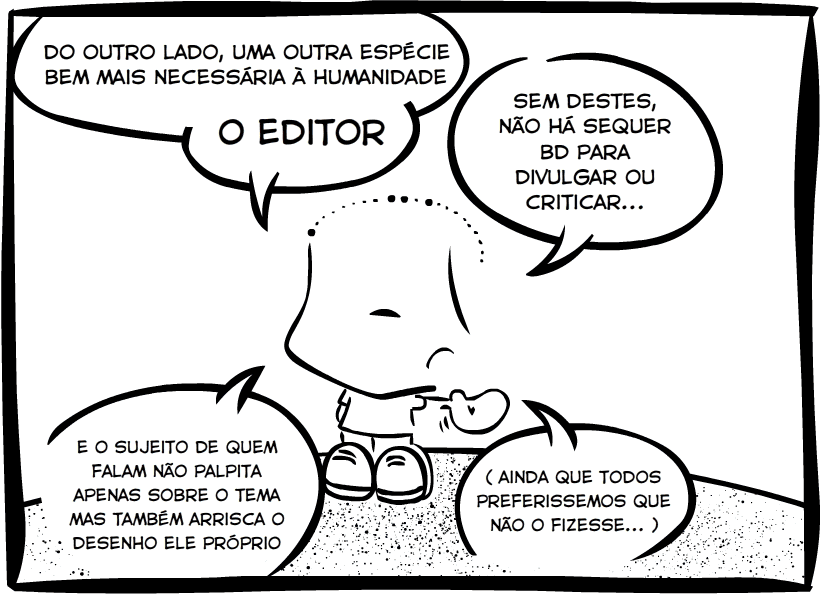 DO OUTRO LADO, UMA OUTRA ESPÉCIE
BEM MAIS NECESSÁRIA À HUMANIDADE
O EDITOR
SEM DESTES,
NÃO HÁ SEQUER
BD PARA
DIVULGAR OU
CRITICAR...
E O SUJEITO DE QUEM
FALAM NÃO PALPITA
APENAS SOBRE O TEMA
MAS TAMBÉM ARRISCA O
DESENHO ELE PRÓPRIO
( AINDA QUE TODOS
PREFERISSEMOS QUE
NÃO O FIZESSE... )